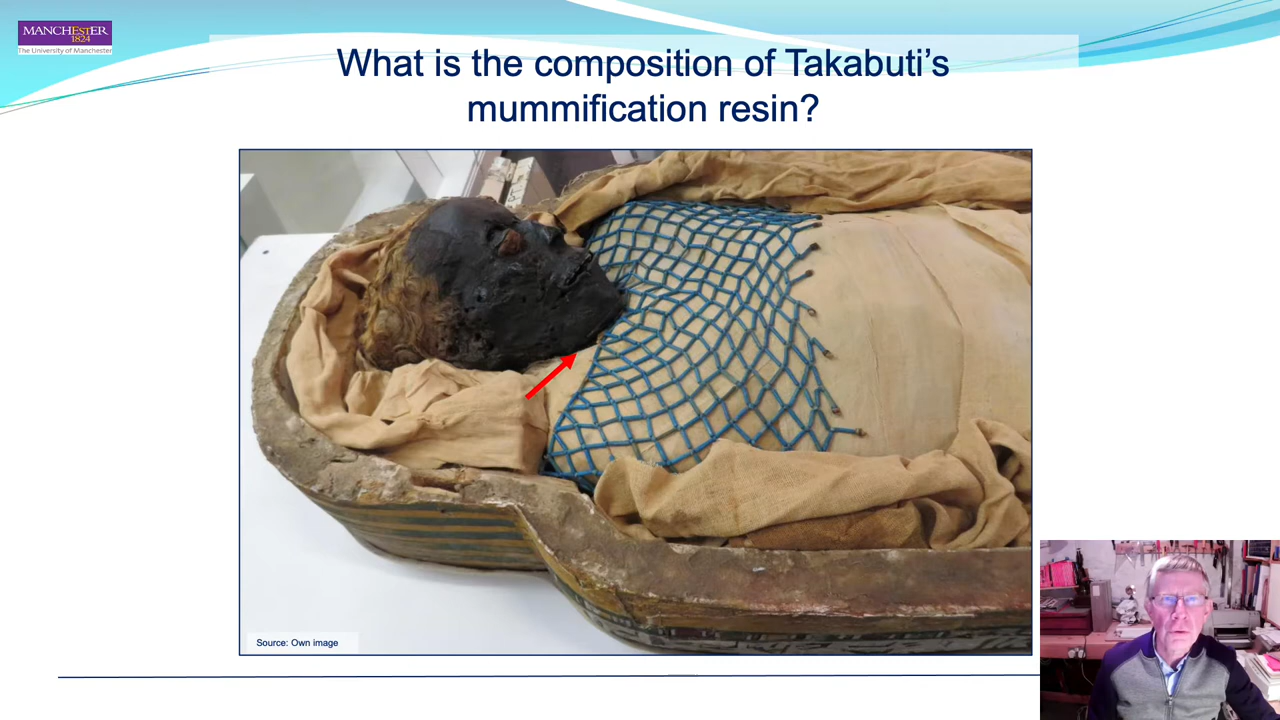 MANCHESTER
1824
The University of Manchester
What is the composition of Takabuti’s
mummification resin?
Source: Own image